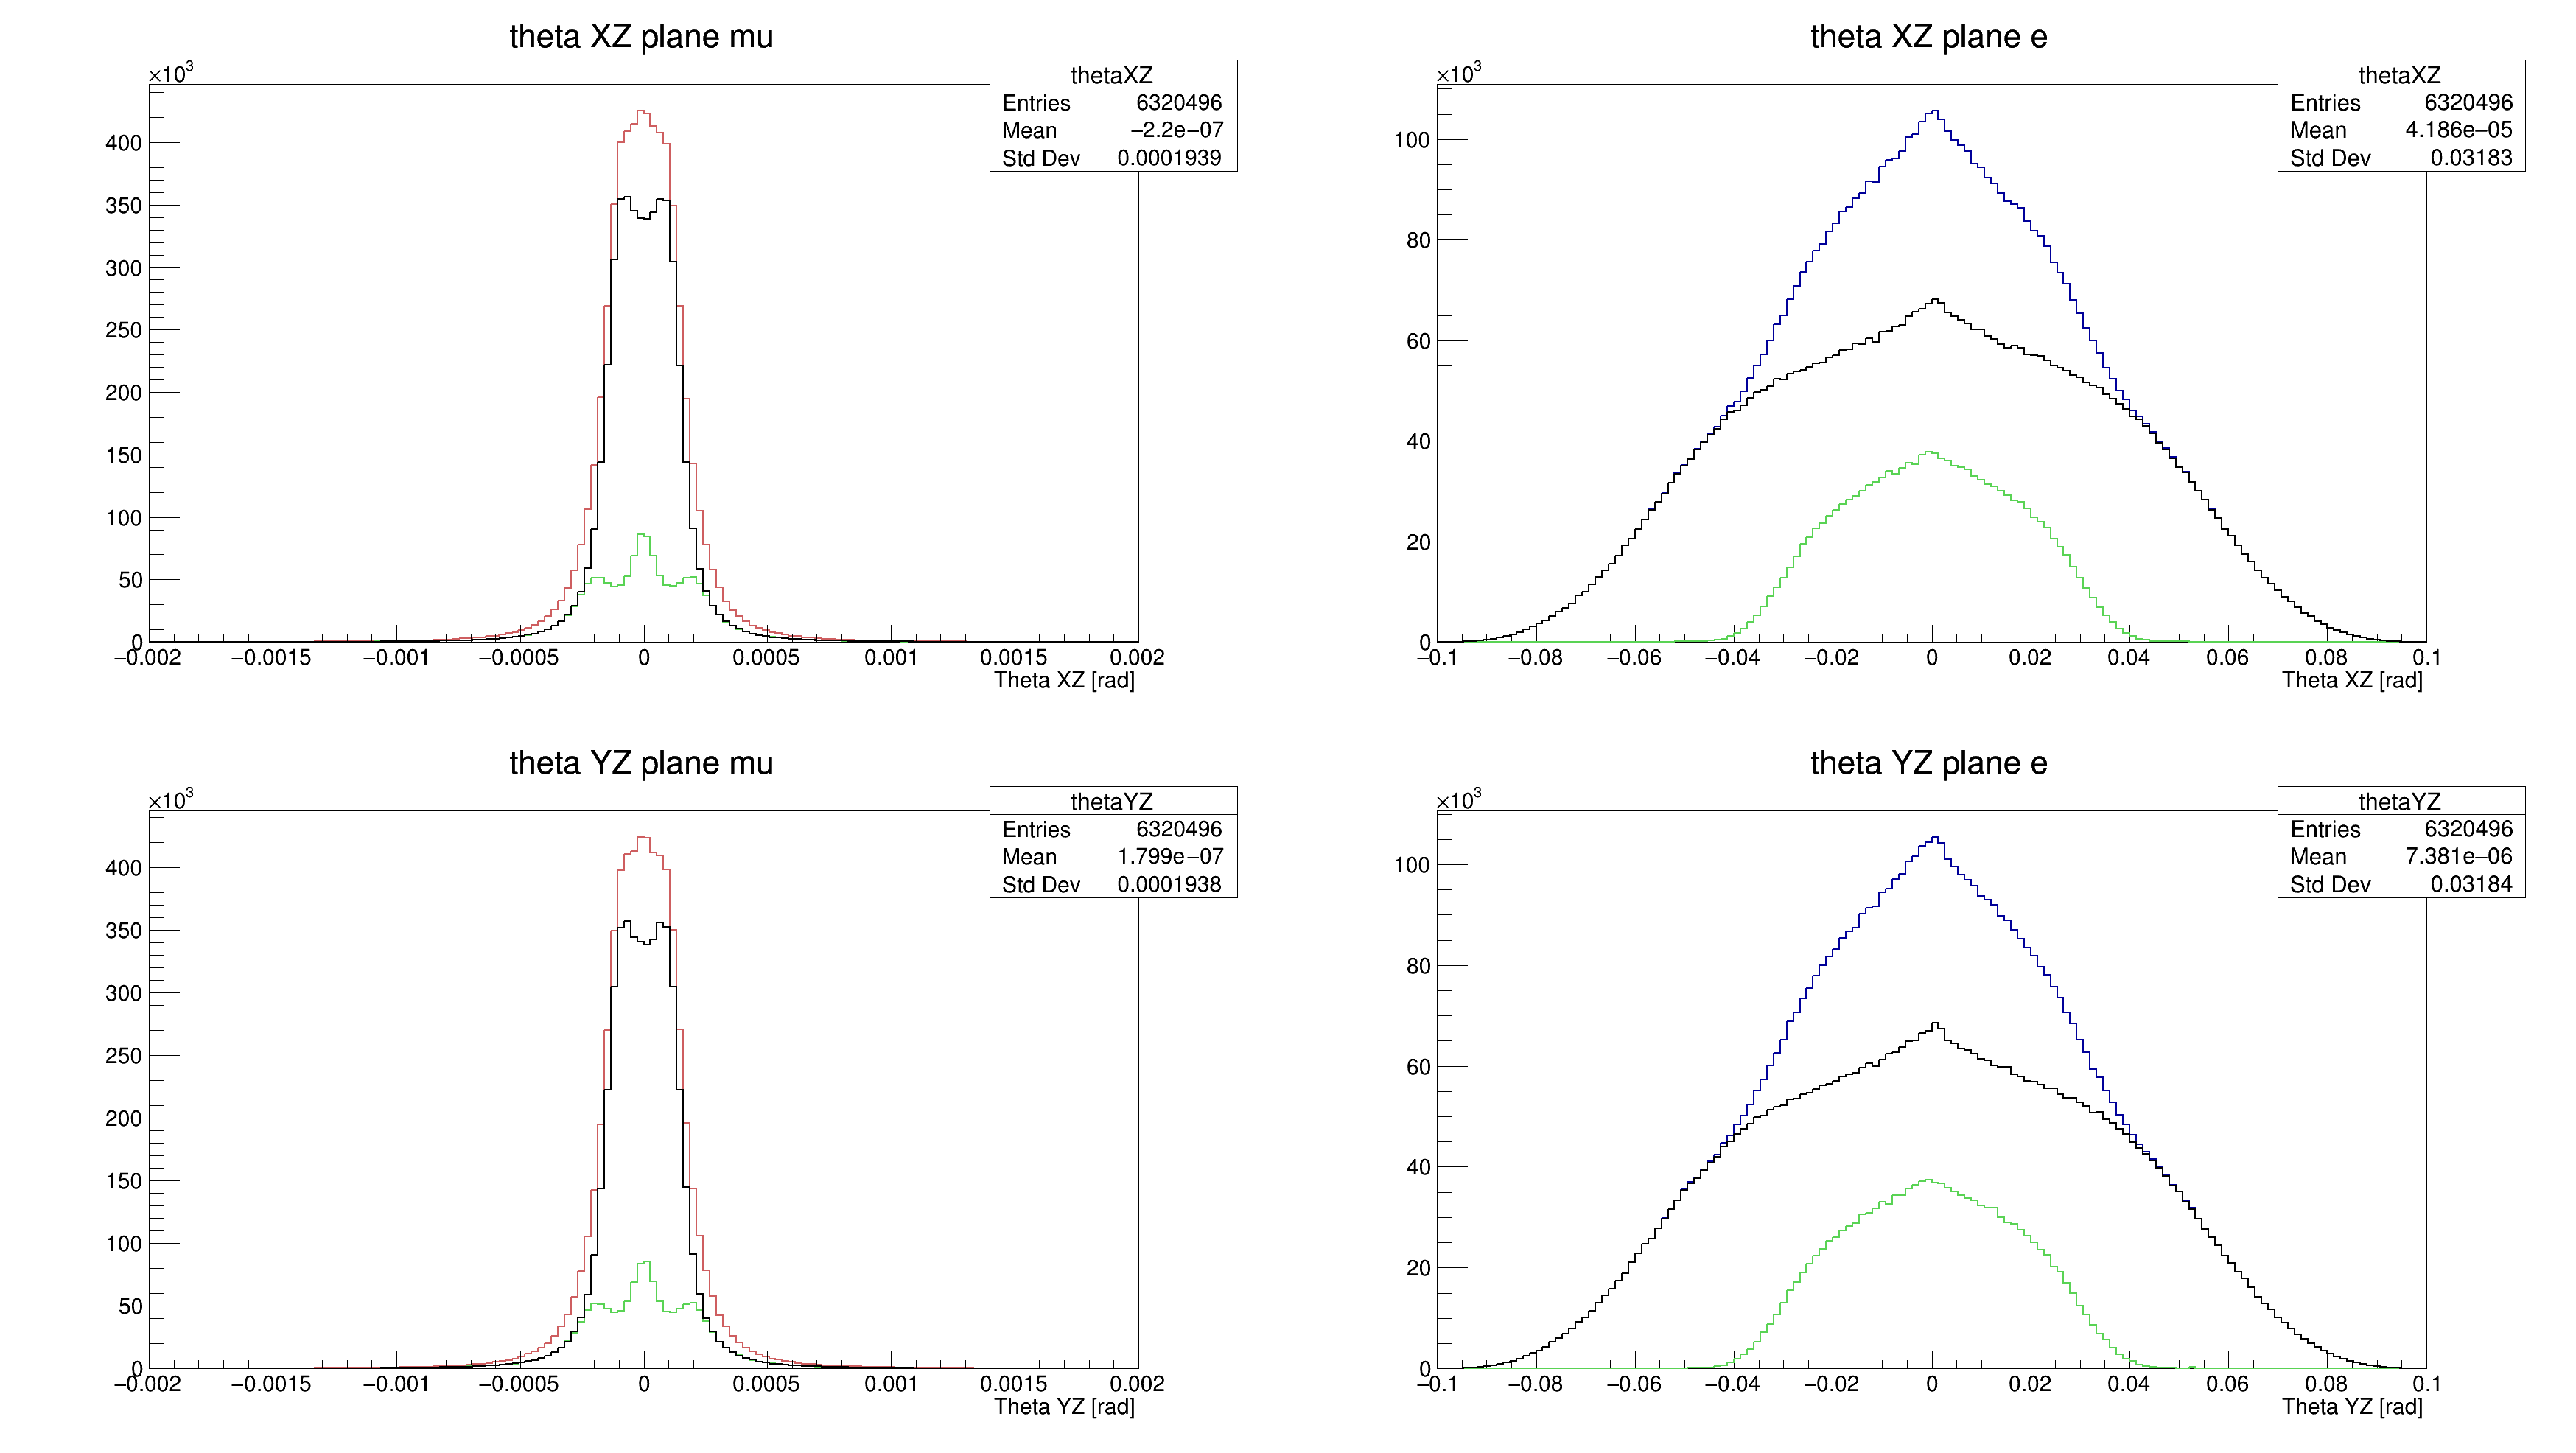 theta XZ plane mu
×10³
thetaXZ
Entries 6320496
Mean −2.2e−07
Std Dev 0.0001939
400
350
300
250
200
150
100
50
0
−0.002 −0.0015 −0.001 −0.0005 0 0.0005 0.001 0.0015 0.002
Theta XZ [rad]
theta XZ plane e
×10³
thetaXZ
Entries 6320496
Mean 4.186e−05
Std Dev 0.03183
100
80
60
40
20
0
−0.1 −0.08 −0.06 −0.04 −0.02 0 0.02 0.04 0.06 0.08 0.1
Theta XZ [rad]
theta YZ plane mu
×10³
thetaYZ
Entries 6320496
Mean 1.799e−07
Std Dev 0.0001938
400
350
300
250
200
150
100
50
0
−0.002 −0.0015 −0.001 −0.0005 0 0.0005 0.001 0.0015 0.002
Theta YZ [rad]
theta YZ plane e
×10³
thetaYZ
Entries 6320496
Mean 7.381e−06
Std Dev 0.03184
100
80
60
40
20
0
−0.1 −0.08 −0.06 −0.04 −0.02 0 0.02 0.04 0.06 0.08 0.1
Theta YZ [rad]